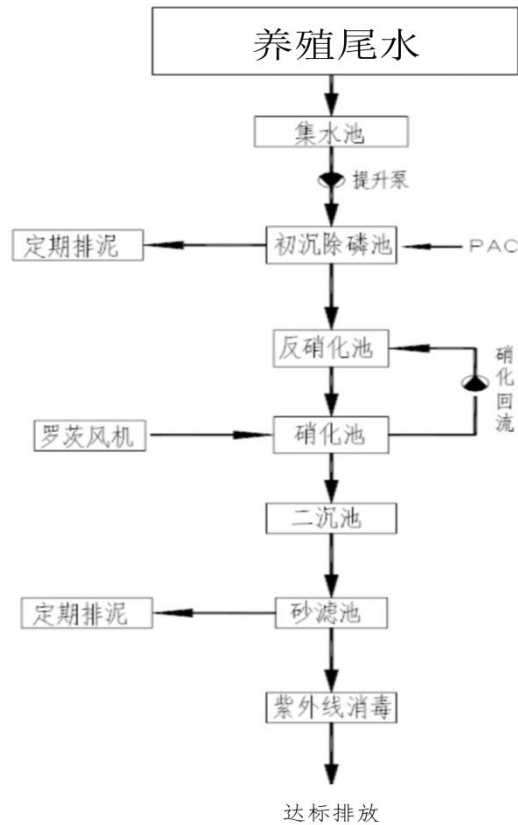 养殖尾水
集水池
提升泵
定期排泥
初沉除磷池
PAC
反硝化池
硝化回流
罗茨风机
硝化池
二沉池
定期排泥
砂滤池
紫外线消毒
达标排放